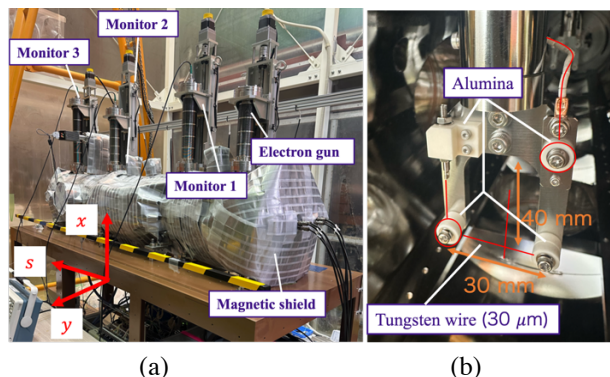 Monitor 2
Monitor 3
Electron gun
Monitor 1
x
s
y
Magnetic shield
(a)
(b)
Alumina
40 mm
30 mm
Tungsten wire (30 μm)